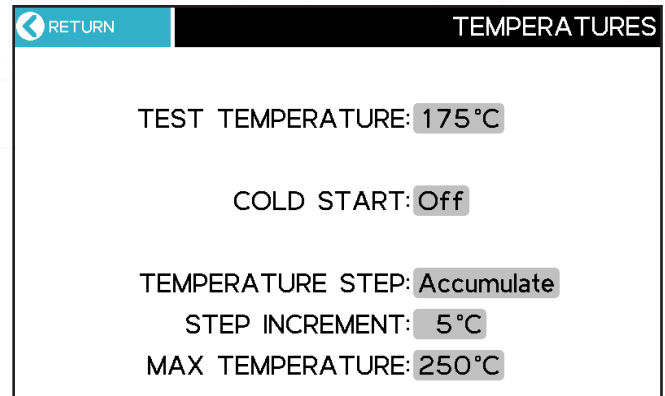 RETURN TEMPERATURES
TEST TEMPERATURE: 175°C
COLD START: Off
TEMPERATURE STEP: Accumulate
STEP INCREMENT: 5°C
MAX TEMPERATURE: 250°C